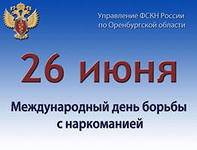 Управление ФСКН России
по Оренбургской области
26 июня
Международный день борьбы
с наркоманией